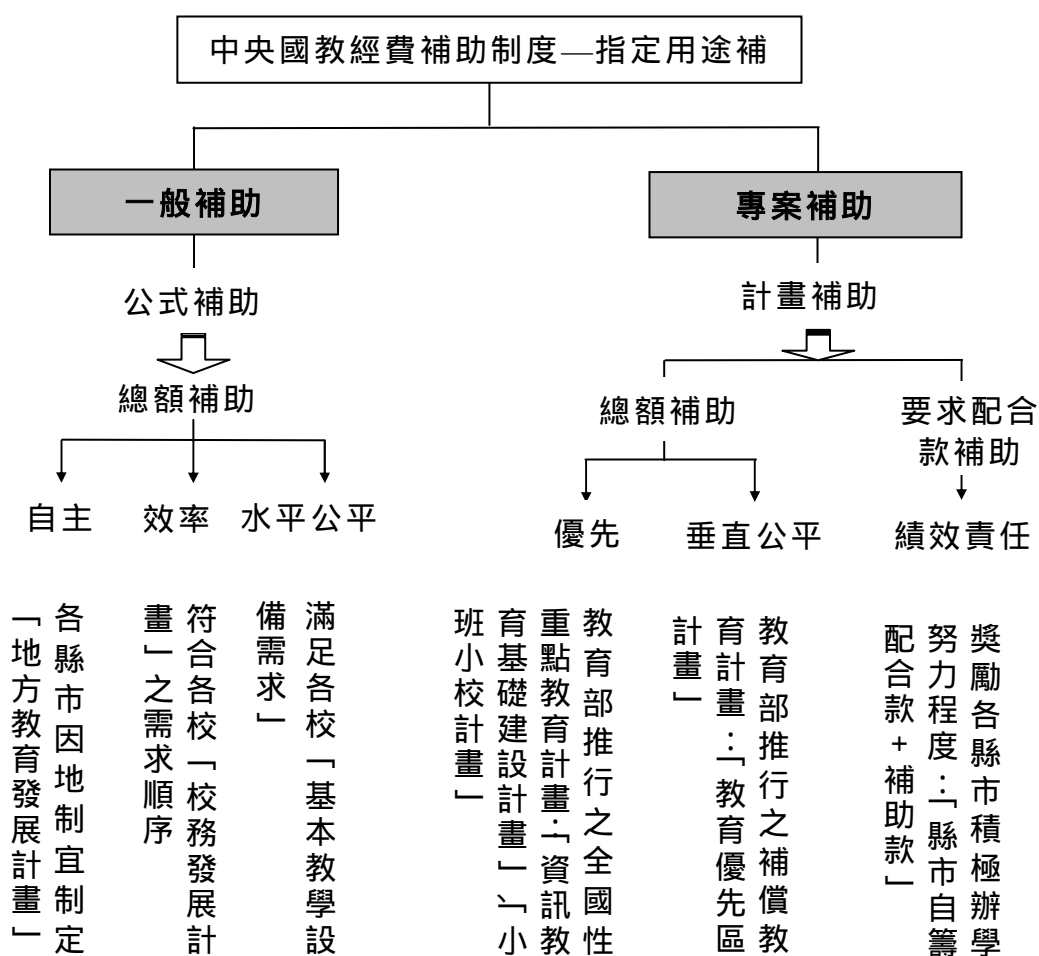 中央國教經費補助制度—指定用途補
一般補助
專案補助
公式補助
計畫補助
總額補助
總額補助
要求配合
款補助
自主
效率
水平公平
優先
垂直公平
績效責任
各縣市因地制宜制定
「地方教育發展計畫」
符合各校「校務發展計
畫」之需求順序
滿足各校「基本教學設
備需求」
教育部推行之全國性
重點教育計畫：「資訊教
育基礎建設計畫」、「小
班小校計畫」
教育部推行之補償教
育計畫：「教育優先區
計畫」
獎勵各縣市積極辦學
努力程度：「縣市自籌
配合款+補助款」